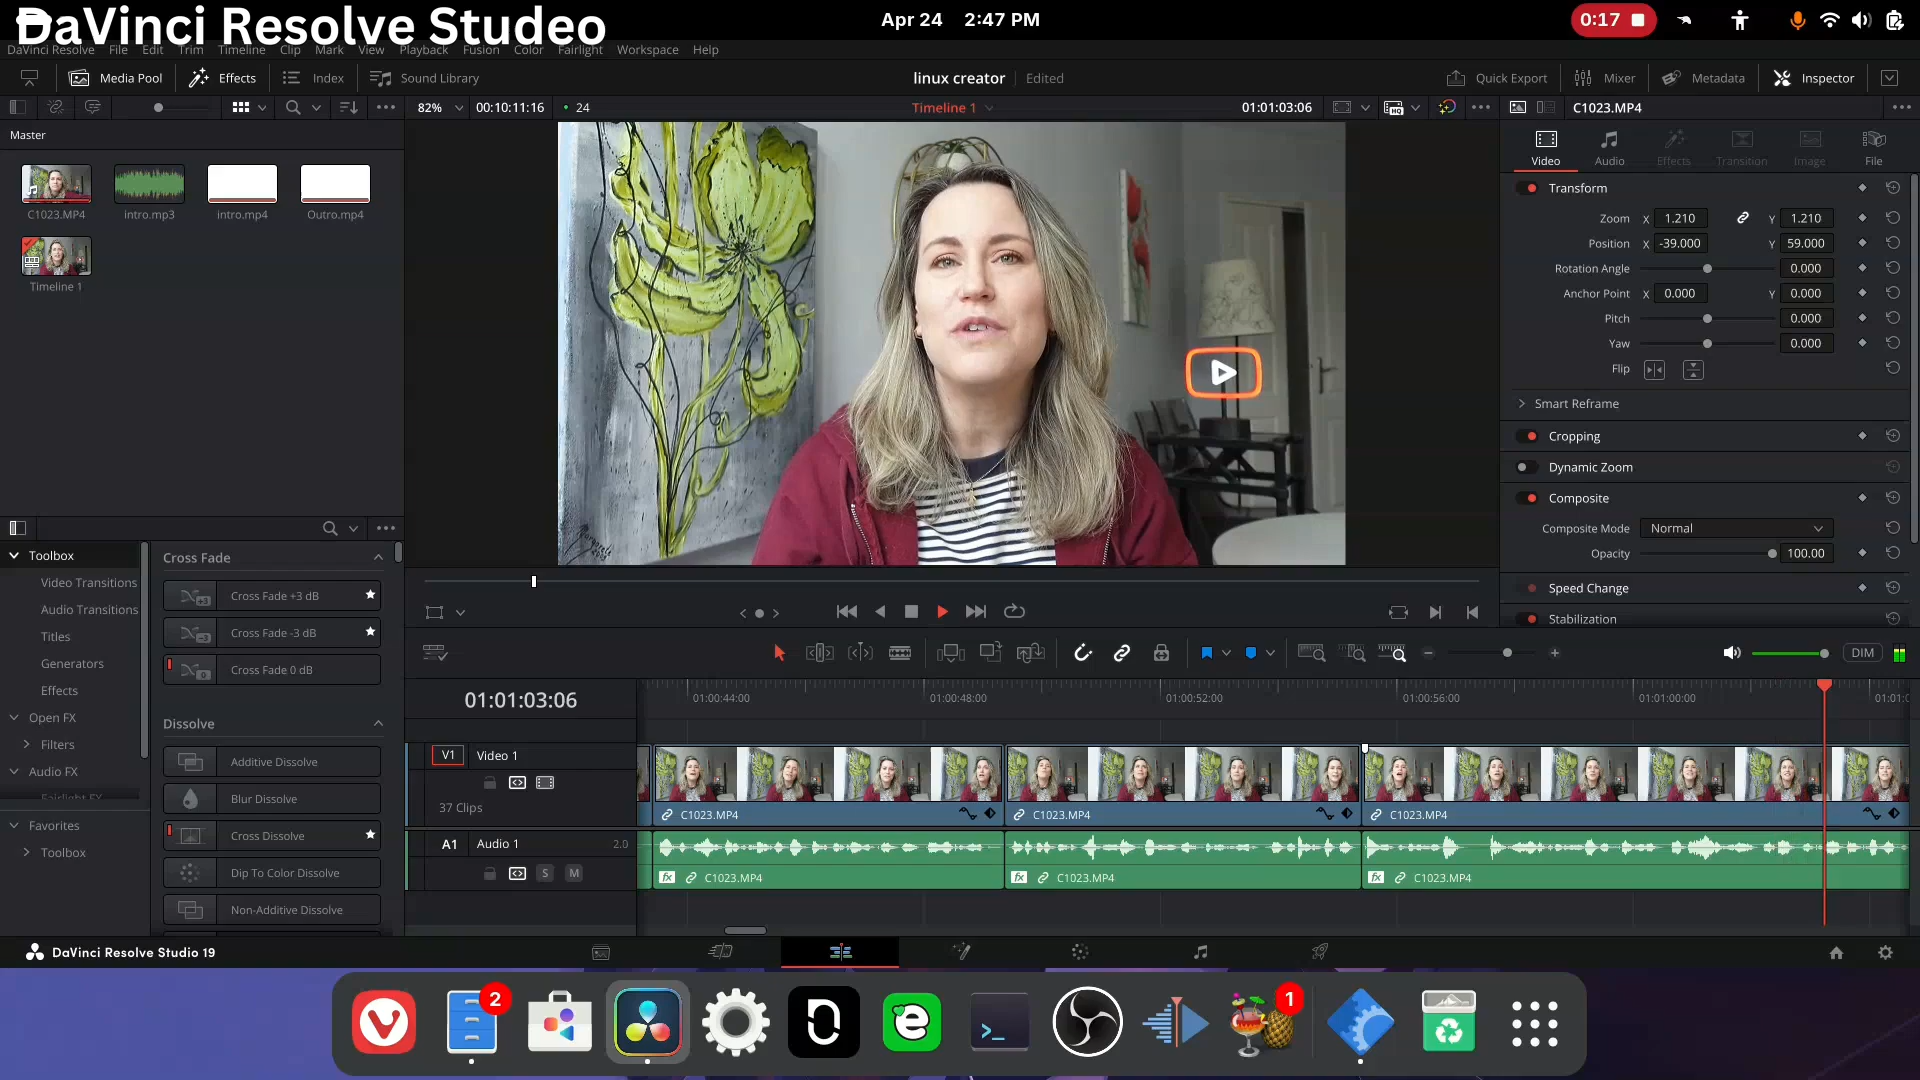 DaVinci Resolve Studeo
Apr 24 2:47 PM
0:17
DaVinci Resolve File Edit Trim Timeline Clip Mark View Playback Fusion Color Fairlight Workspace Help
Media Pool Effects Index Sound Library linux creator Edited Quick Export Mixer Metadata Inspector
82% 00:10:11:16 24 Timeline 1 01:01:03:06 C1023.MP4
Master
C1023.MP4 intro.mp3 intro.mp4 Outro.mp4
Timeline 1
Video Audio Effects Transition Image File
Transform
Zoom X 1.210 Y 1.210
Position X -39.000 Y 59.000
Rotation Angle 0.000
Anchor Point X 0.000 Y 0.000
Pitch 0.000
Yaw 0.000
Flip
Smart Reframe
Cropping
Dynamic Zoom
Composite
Composite Mode Normal
Opacity 100.00
Speed Change
Stabilization
Toolbox
Video Transitions
Audio Transitions
Titles
Generators
Effects
Open FX
Filters
Audio FX
Fairlight FX
Favorites
Toolbox
Cross Fade
+3
Cross Fade +3 dB
-3
Cross Fade -3 dB
0
Cross Fade 0 dB
Dissolve
Additive Dissolve
Blur Dissolve
Cross Dissolve
Dip To Color Dissolve
Non-Additive Dissolve
DIM
01:01:03:06
01:00:44:00 01:00:48:00 01:00:52:00 01:00:56:00 01:01:00:00
V1 Video 1
37 Clips
C1023.MP4 C1023.MP4 C1023.MP4
A1 Audio 1 2.0
S M
fx C1023.MP4 fx C1023.MP4 fx C1023.MP4
DaVinci Resolve Studio 19
2
1